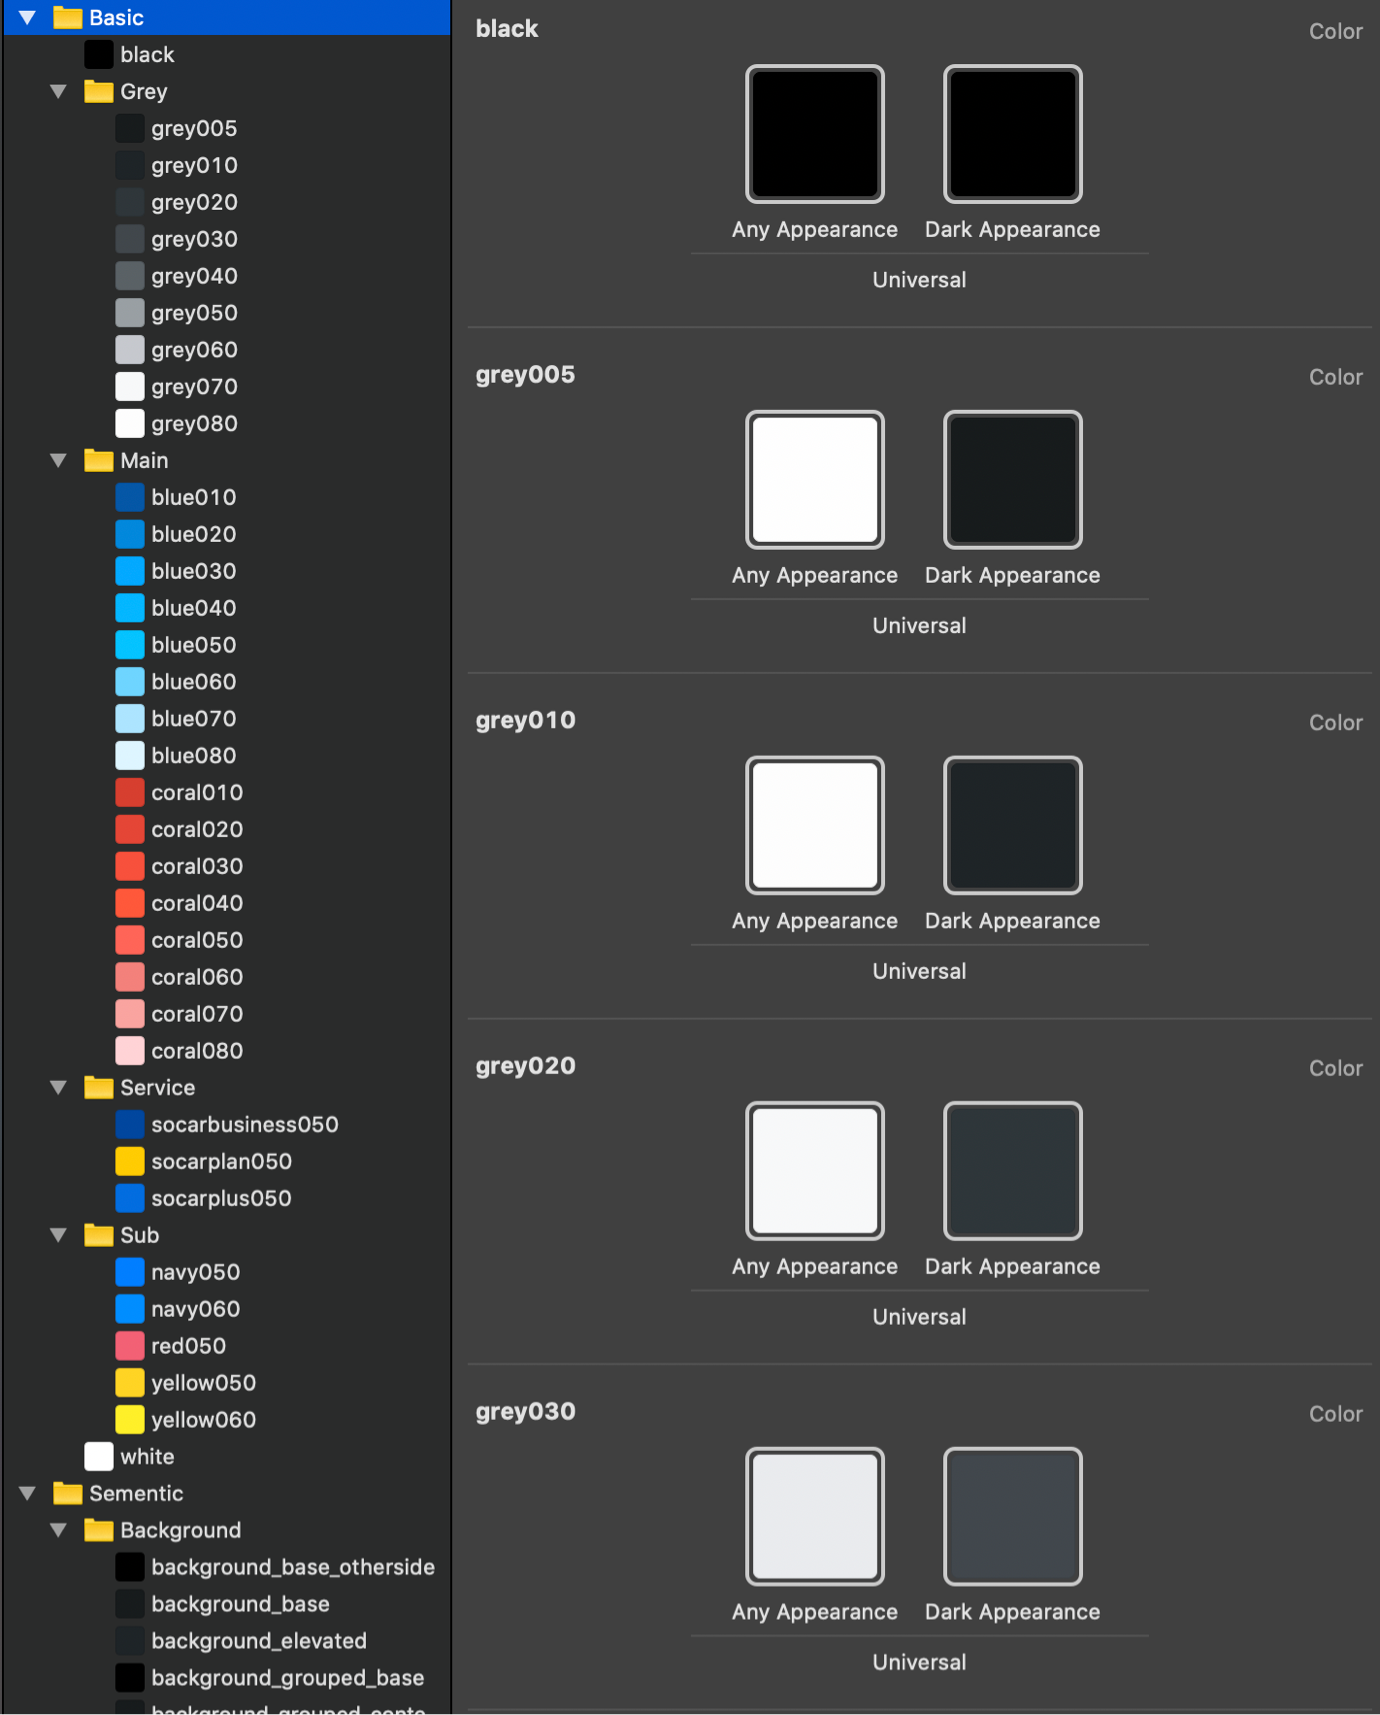 Basic
black
Grey
grey005
grey010
grey020
grey030
grey040
grey050
grey060
grey070
grey080
Main
blue010
blue020
blue030
blue040
blue050
blue060
blue070
blue080
coral010
coral020
coral030
coral040
coral050
coral060
coral070
coral080
Service
socarbusiness050
socarplan050
socarplus050
Sub
navy050
navy060
red050
yellow050
yellow060
white
Sementic
Background
background_base_otherside
background_base
background_elevated
background_grouped_base
black Color
Any Appearance Dark Appearance
Universal
grey005 Color
Any Appearance Dark Appearance
Universal
grey010 Color
Any Appearance Dark Appearance
Universal
grey020 Color
Any Appearance Dark Appearance
Universal
grey030 Color
Any Appearance Dark Appearance
Universal